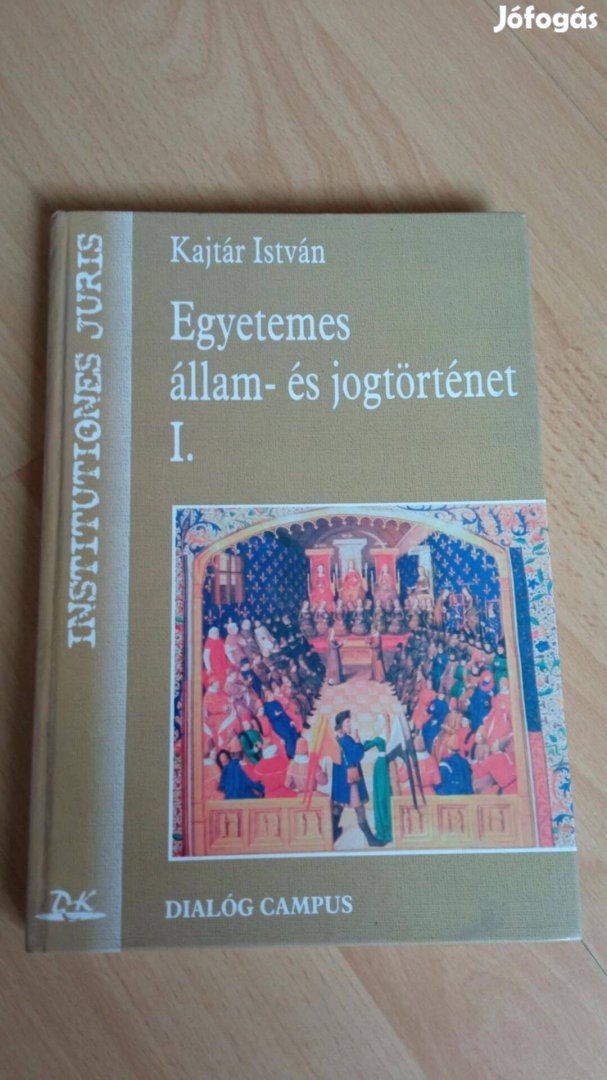 Jófogás
Kajtár István
Egyetemes
állam- és jogtörténet
I.
INSTITUTIONES JURIS
D-K
DIALÓG CAMPUS